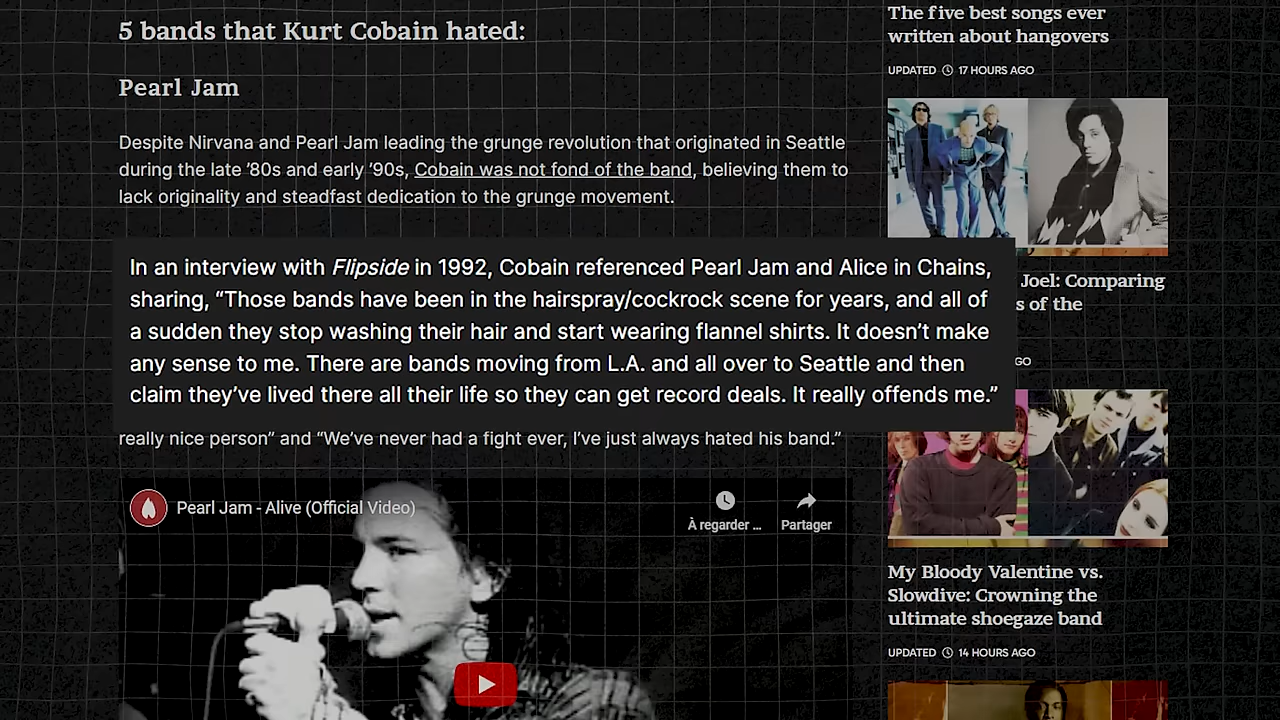 5 bands that Kurt Cobain hated:
Pearl Jam
Despite Nirvana and Pearl Jam leading the grunge revolution that originated in Seattle
during the late ’80s and early ’90s, Cobain was not fond of the band, believing them to
lack originality and steadfast dedication to the grunge movement.
In an interview with Flipside in 1992, Cobain referenced Pearl Jam and Alice in Chains,
sharing, “Those bands have been in the hairspray/cockrock scene for years, and all of
a sudden they stop washing their hair and start wearing flannel shirts. It doesn’t make
any sense to me. There are bands moving from L.A. and all over to Seattle and then
claim they’ve lived there all their life so they can get record deals. It really offends me.”
really nice person” and “We’ve never had a fight ever, I’ve just always hated his band.”
Pearl Jam - Alive (Official Video)
À regarder ...
Partager
The five best songs ever
written about hangovers
UPDATED 17 HOURS AGO
Joel: Comparing
s of the
GO
My Bloody Valentine vs.
Slowdive: Crowning the
ultimate shoegaze band
UPDATED 14 HOURS AGO